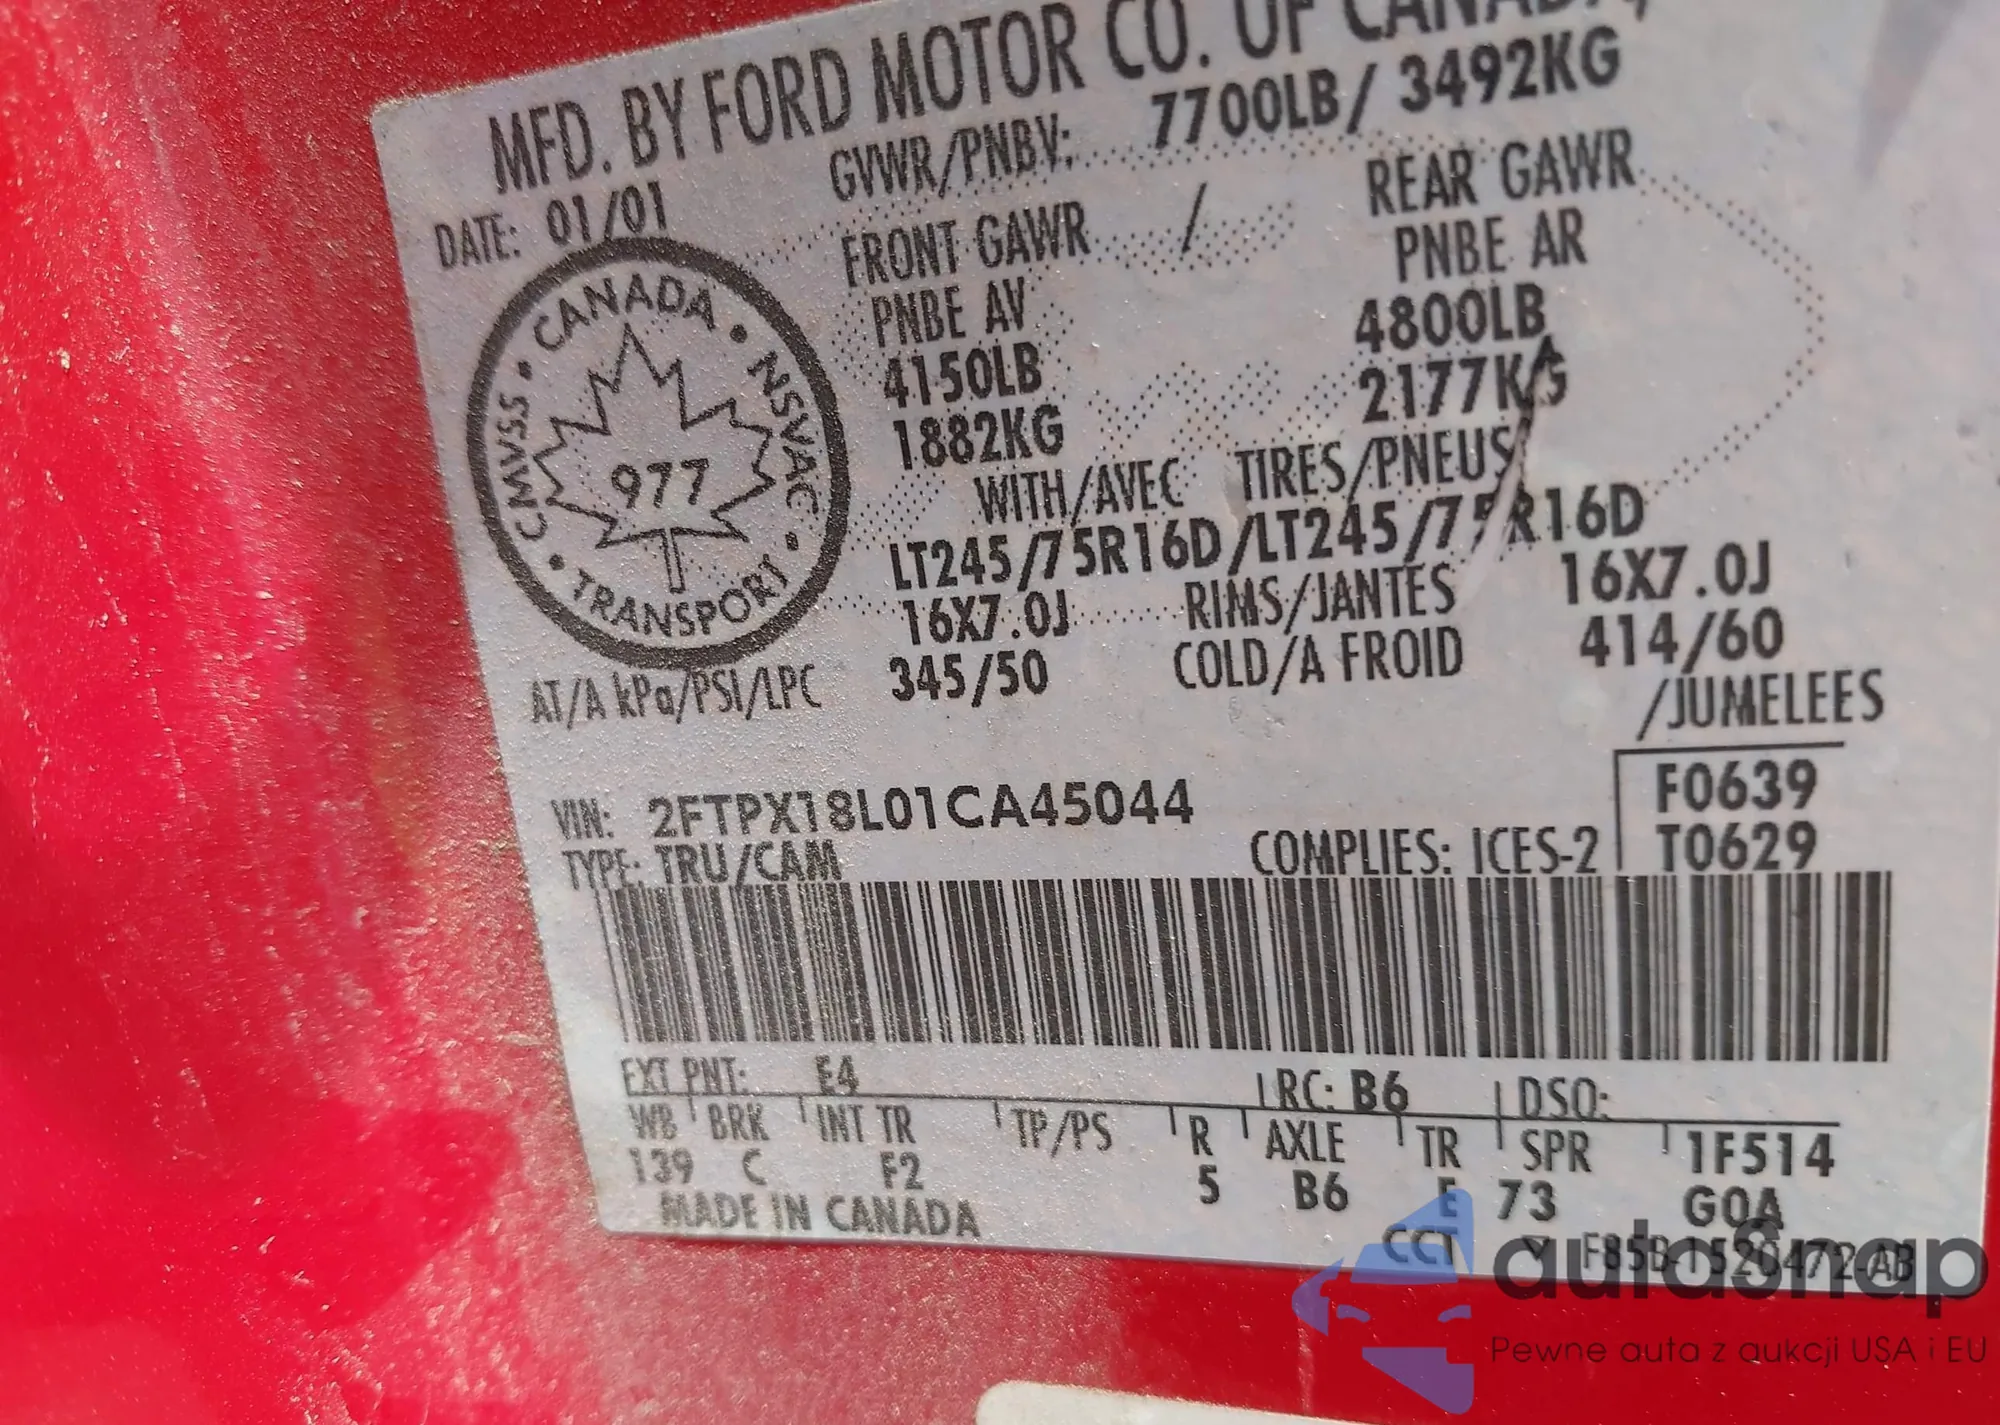 MFD. BY FORD MOTOR CO. OF CANADA,
DATE: 01/01
GVWR/PNBV: 7700LB/ 3492KG
FRONT GAWR / REAR GAWR
PNBE AV PNBE AR
4150LB 4800LB
1882KG 2177KG
WITH/AVEC TIRES/PNEUS
LT245/75R16D/LT245/75R16D
16X7.0J RIMS/JANTES 16X7.0J
AT/A kPa/PSI/LPC 345/50 COLD/A FROID 414/60
/JUMELEES
CANADA • NSVAC • TRANSPORT • CMVSS •
977
VIN: 2FTPX18L01CA45044
F0639
TYPE: TRU/CAM COMPLIES: ICES-2 T0629
EXT PNT: E4 RC: B6 DSO:
WB BRK INT TR TP/PS R AXLE TR SPR 1F514
139 C F2 5 B6 E 73 G0A
MADE IN CANADA CCT F85B-1520472-AB
autoSnap
Pewne auta z aukcji USA i EU